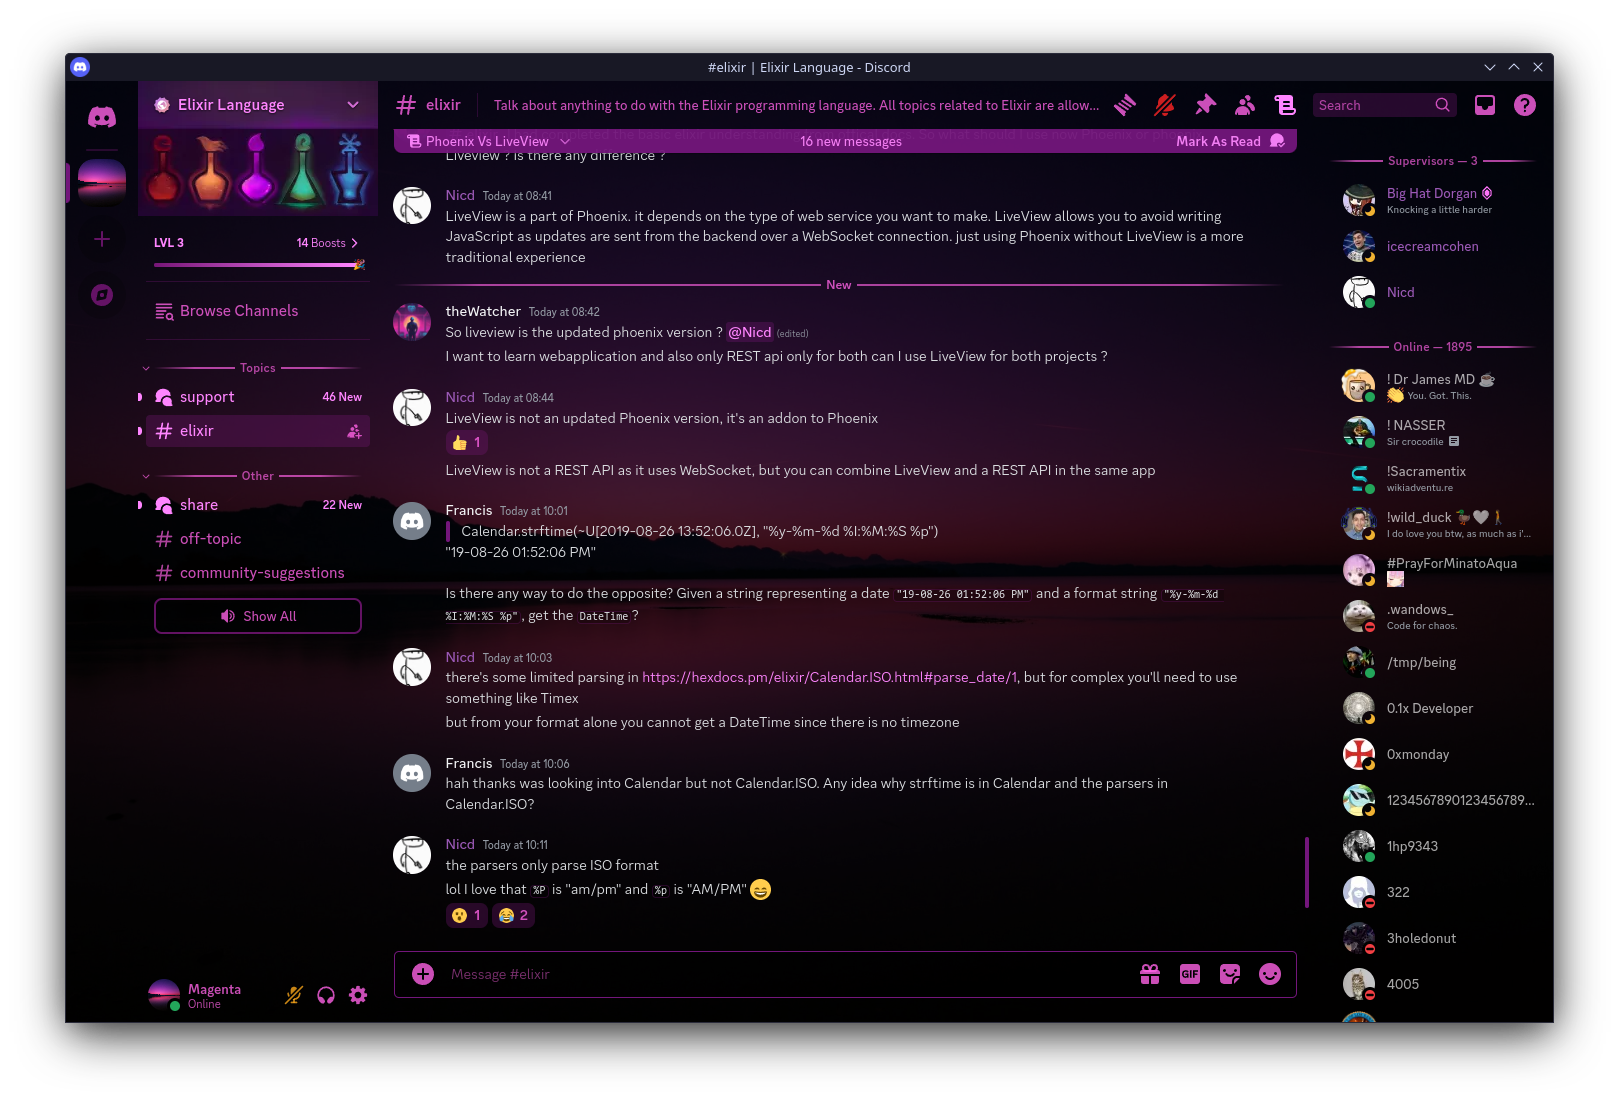 #elixir | Elixir Language - Discord
Elixir Language
LVL 3
14 Boosts
Browse Channels
Topics
support
46 New
elixir
Other
share
22 New
off-topic
community-suggestions
Show All
Magenta
Online
elixir
Talk about anything to do with the Elixir programming language. All topics related to Elixir are allow...
Search
Phoenix Vs LiveView
16 new messages
Mark As Read
Liveview ? is there any difference ?
Nicd Today at 08:41
LiveView is a part of Phoenix. it depends on the type of web service you want to make. LiveView allows you to avoid writing
JavaScript as updates are sent from the backend over a WebSocket connection. just using Phoenix without LiveView is a more
traditional experience
New
theWatcher Today at 08:42
So liveview is the updated phoenix version ? @Nicd (edited)
I want to learn webapplication and also only REST api only for both can I use LiveView for both projects ?
Nicd Today at 08:44
LiveView is not an updated Phoenix version, it's an addon to Phoenix
👍 1
LiveView is not a REST API as it uses WebSocket, but you can combine LiveView and a REST API in the same app
Francis Today at 10:01
Calendar.strftime(~U[2019-08-26 13:52:06.0Z], "%y-%m-%d %I:%M:%S %p")
"19-08-26 01:52:06 PM"
Is there any way to do the opposite? Given a string representing a date "19-08-26 01:52:06 PM" and a format string "%y-%m-%d
%I:%M:%S %p", get the DateTime?
Nicd Today at 10:03
there's some limited parsing in https://hexdocs.pm/elixir/Calendar.ISO.html#parse_date/1, but for complex you'll need to use
something like Timex
but from your format alone you cannot get a DateTime since there is no timezone
Francis Today at 10:06
hah thanks was looking into Calendar but not Calendar.ISO. Any idea why strftime is in Calendar and the parsers in
Calendar.ISO?
Nicd Today at 10:11
the parsers only parse ISO format
lol I love that %P is "am/pm" and %p is "AM/PM" 😄
😮 1 😂 2
Message #elixir
GIF
Supervisors — 3
Big Hat Dorgan
Knocking a little harder
icecreamcohen
Nicd
Online — 1895
! Dr James MD ☕
👏 You. Got. This.
! NASSER
Sir crocodile
!Sacramentix
wikiadventu.re
!wild_duck 🦆🤍🚶
I do love you btw, as much as i'...
#PrayForMinatoAqua
.wandows_
Code for chaos.
/tmp/being
0.1x Developer
0xmonday
1234567890123456789...
1hp9343
322
3holedonut
4005